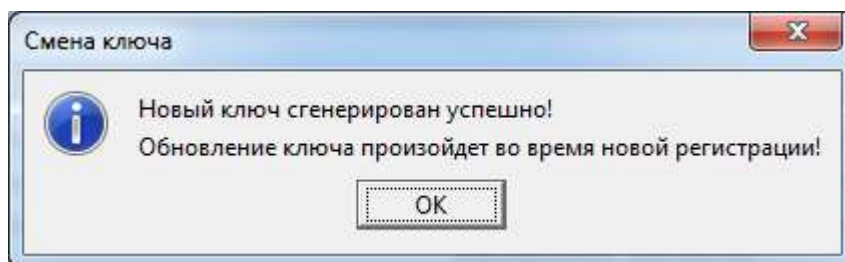 Смена ключа
Новый ключ сгенерирован успешно!
Обновление ключа произойдет во время новой регистрации!
OK